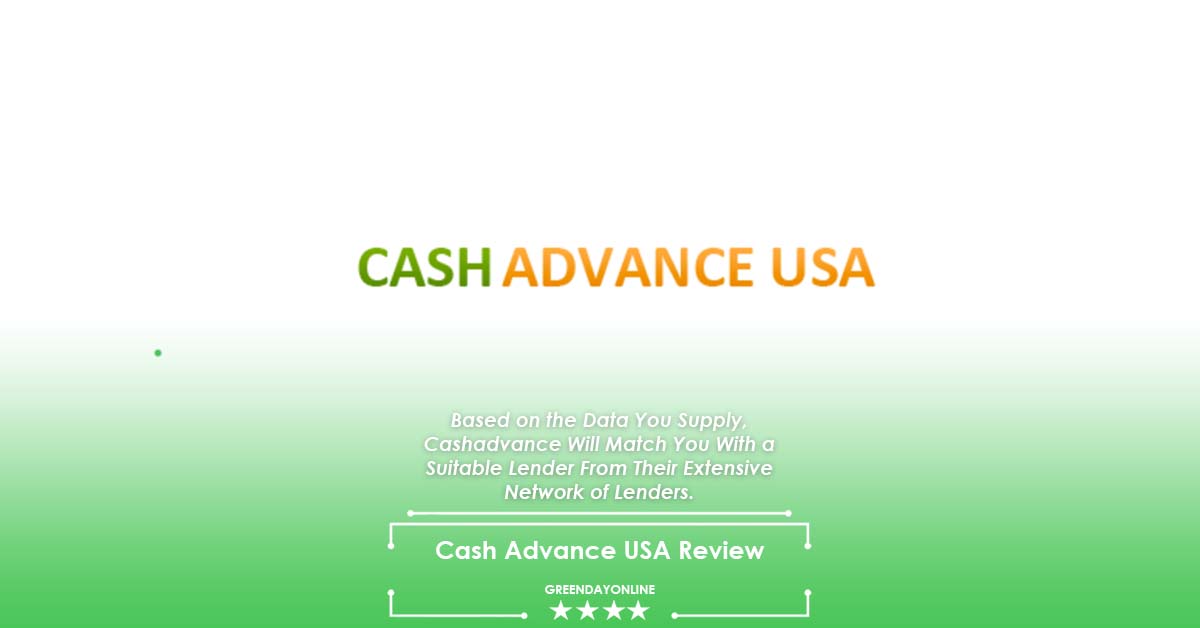 CASH ADVANCE USA
Based on the Data You Supply,
Cashadvance Will Match You With a
Suitable Lender From Their Extensive
Network of Lenders.
Cash Advance USA Review
GREENDAYONLINE